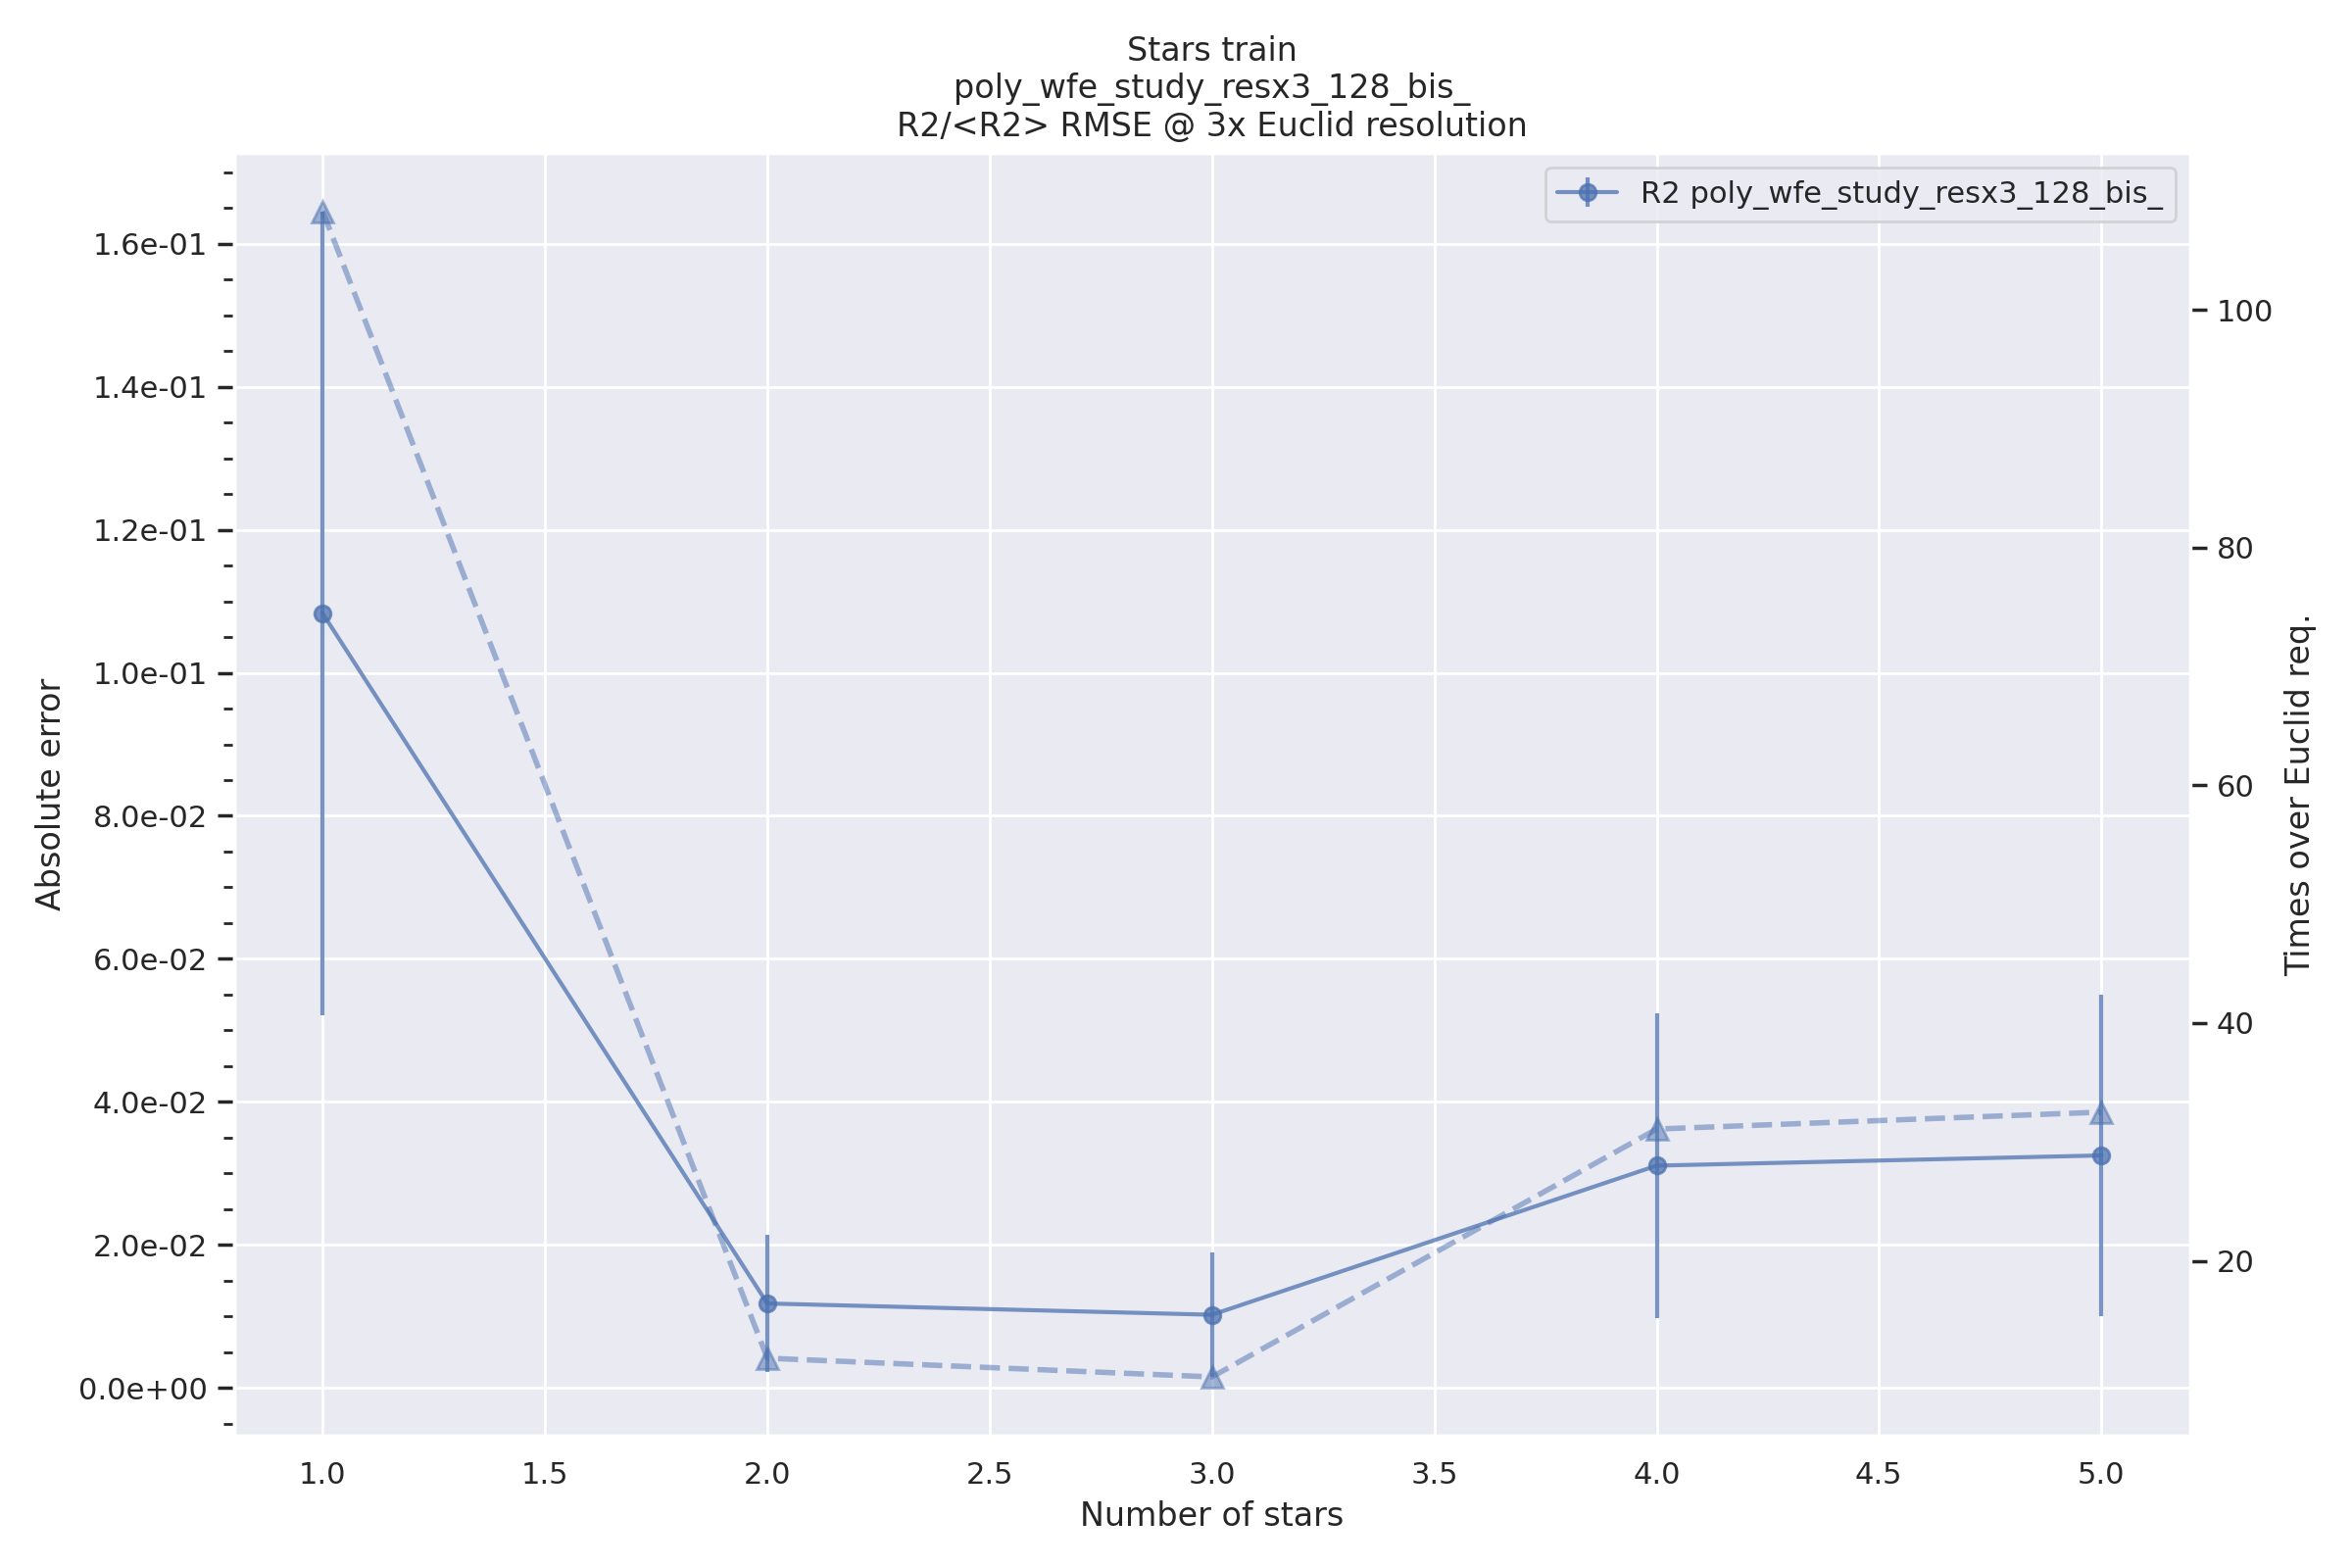 Stars train
poly_wfe_study_resx3_128_bis_
R2/<R2> RMSE @ 3x Euclid resolution
R2 poly_wfe_study_resx3_128_bis_
Absolute error
1.6e-01
1.4e-01
1.2e-01
1.0e-01
8.0e-02
6.0e-02
4.0e-02
2.0e-02
0.0e+00
100
80
60
40
20
Times over Euclid req.
1.0 1.5 2.0 2.5 3.0 3.5 4.0 4.5 5.0
Number of stars